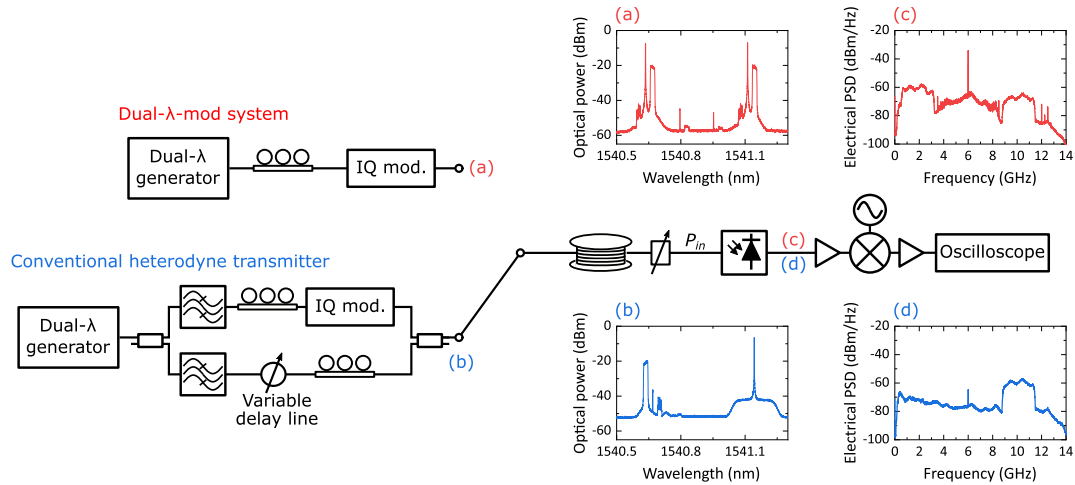 Dual-λ-mod system
Dual-λ
generator
IQ mod.
(a)
Conventional heterodyne transmitter
Dual-λ
generator
IQ mod.
Variable
delay line
(b)
(a)
Optical power (dBm)
0
-20
-40
-60
1540.5 1540.8 1541.1
Wavelength (nm)
(c)
Electrical PSD (dBm/Hz)
-20
-40
-60
-80
-100
0 2 4 6 8 10 12 14
Frequency (GHz)
Pin
(c)
(d)
Oscilloscope
(b)
Optical power (dBm)
0
-20
-40
-60
1540.5 1540.8 1541.1
Wavelength (nm)
(d)
Electrical PSD (dBm/Hz)
-20
-40
-60
-80
-100
0 2 4 6 8 10 12 14
Frequency (GHz)